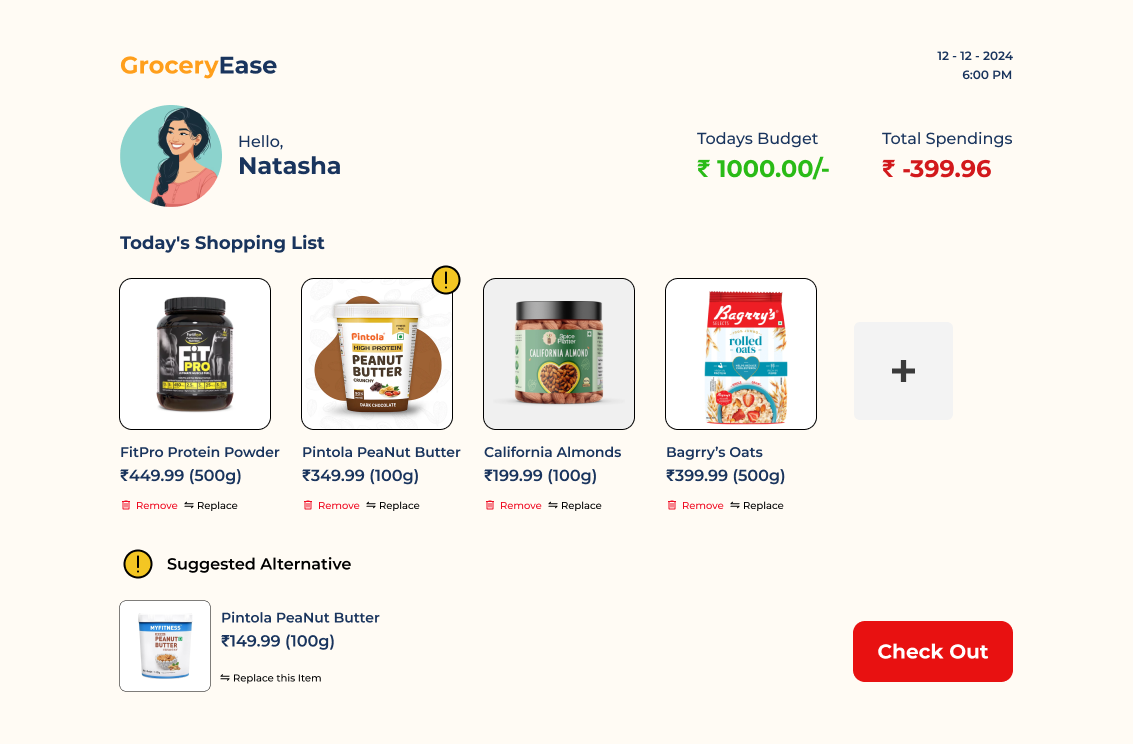 GroceryEase
12 - 12 - 2024
6:00 PM
Hello,
Natasha
Todays Budget
₹ 1000.00/-
Total Spendings
₹ -399.96
Today's Shopping List
FiT
PRO
Pintola
HIGH PROTEIN
PEANUT
BUTTER
CRUNCHY
DARK CHOCOLATE
Spice
Platter
CALIFORNIA ALMOND
Bagrry's
rolled
oats
+
FitPro Protein Powder
₹449.99 (500g)
Remove Replace
Pintola PeaNut Butter
₹349.99 (100g)
Remove Replace
California Almonds
₹199.99 (100g)
Remove Replace
Bagrry’s Oats
₹399.99 (500g)
Remove Replace
! Suggested Alternative
MYFITNESS
PEANUT
BUTTER
Pintola PeaNut Butter
₹149.99 (100g)
Replace this Item
Check Out